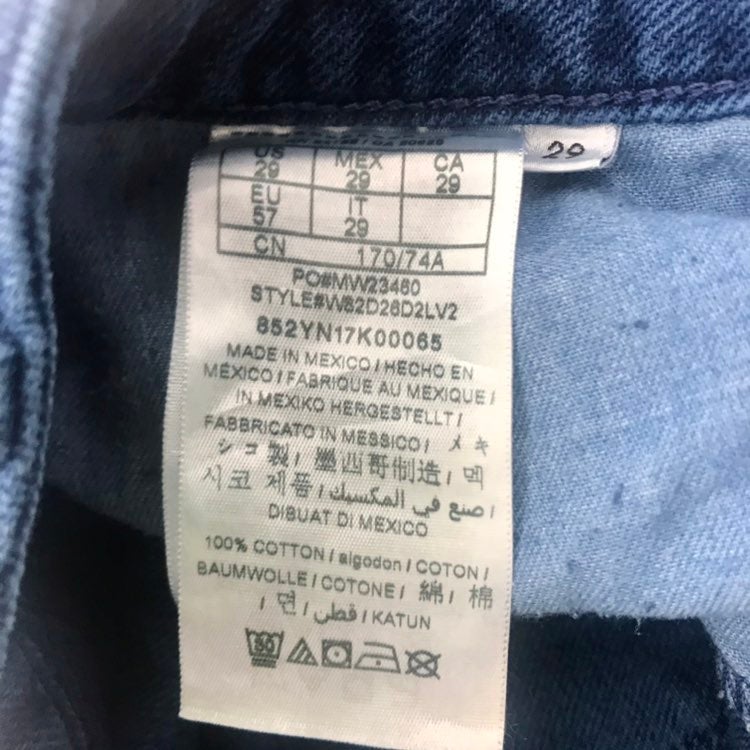 29
US MEX CA
29 29 29
EU IT
57 29
CN 170/74A
PO#MW23460
STYLE#W82D26D2LV2
852YN17K00065
MADE IN MEXICO / HECHO EN
MÉXICO / FABRIQUE AU MEXIQUE /
IN MEXIKO HERGESTELLT /
FABBRICATO IN MESSICO / メキ
シコ製 / 墨西哥制造 / 멕
시코 제품 / صنع في المكسيك /
DIBUAT DI MEXICO
100% COTTON / algodon / COTON /
BAUMWOLLE / COTONE / 綿 / 棉
/ 면 / قطن / KATUN
30